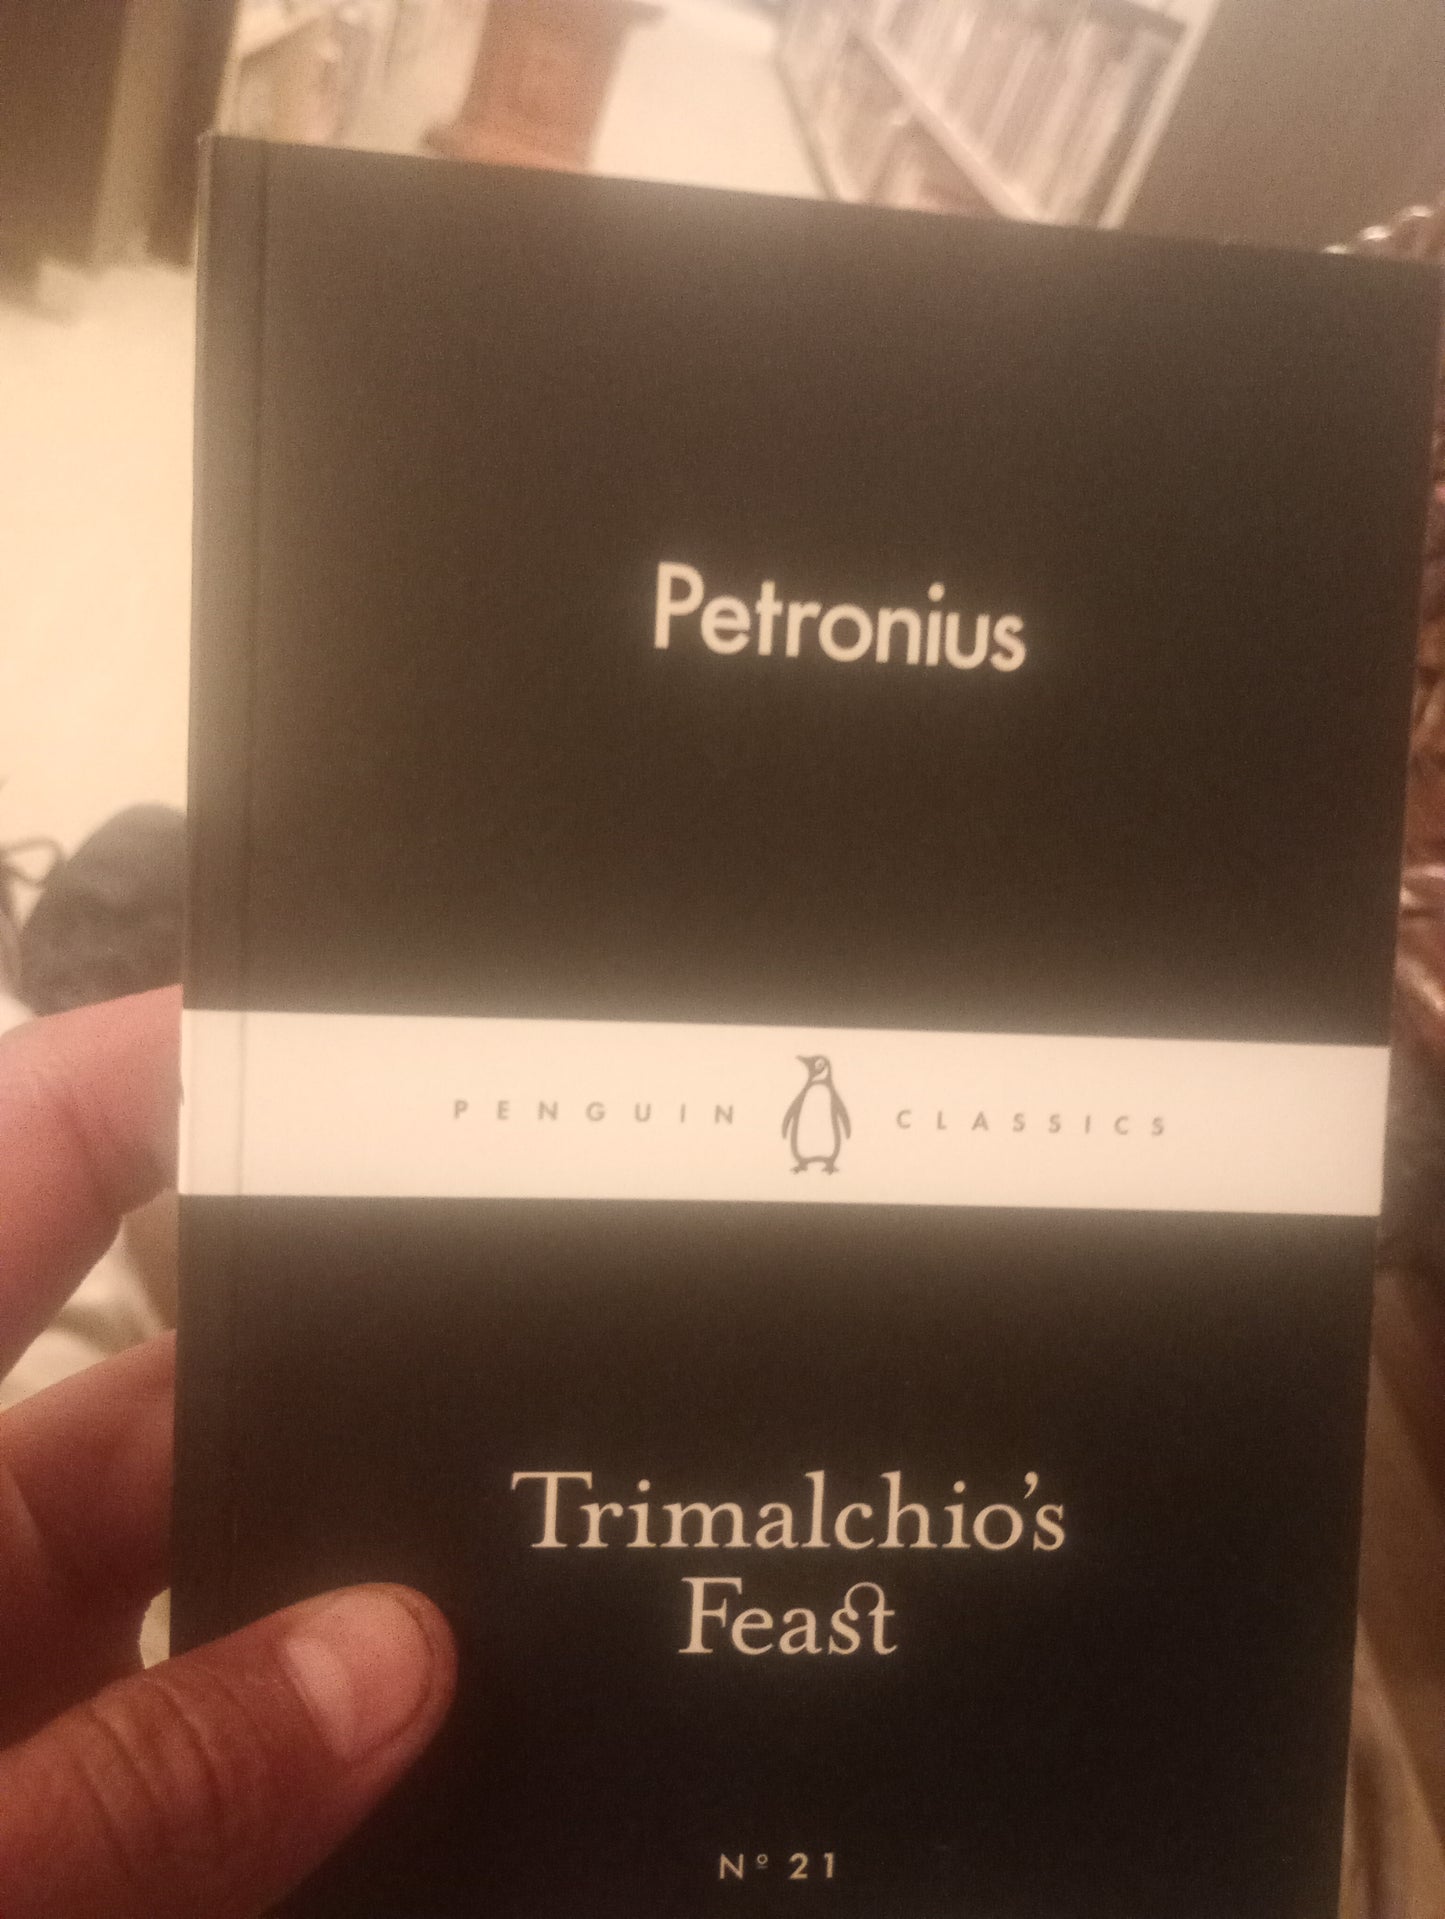 Petronius
PENGUIN CLASSICS
Trimalchio's
Feast
Nº 21